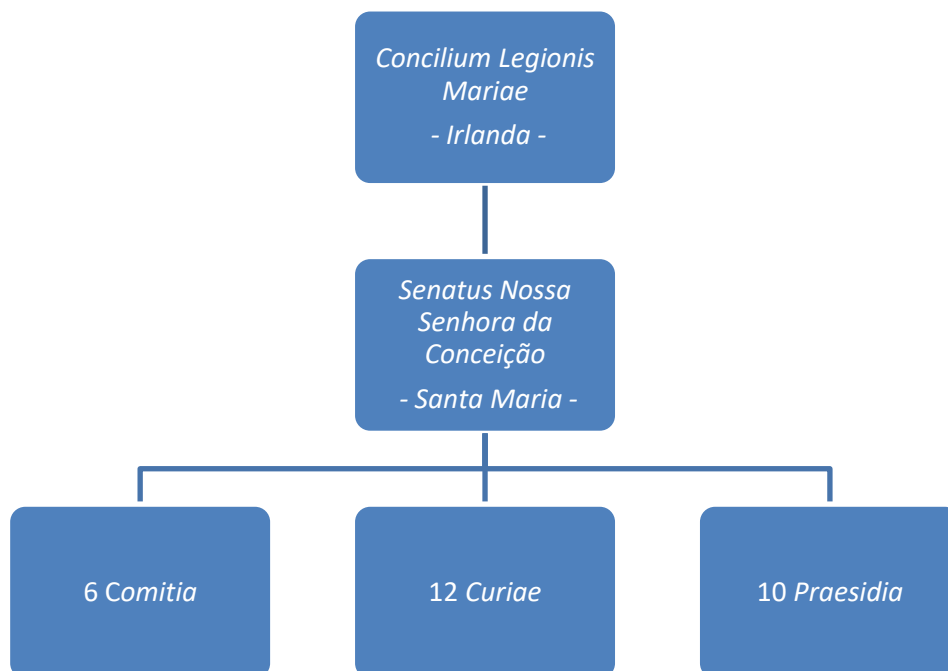 Concilium Legionis
Mariae
- Irlanda -
Senatus Nossa
Senhora da
Conceição
- Santa Maria -
6 Comitia
12 Curiae
10 Praesidia